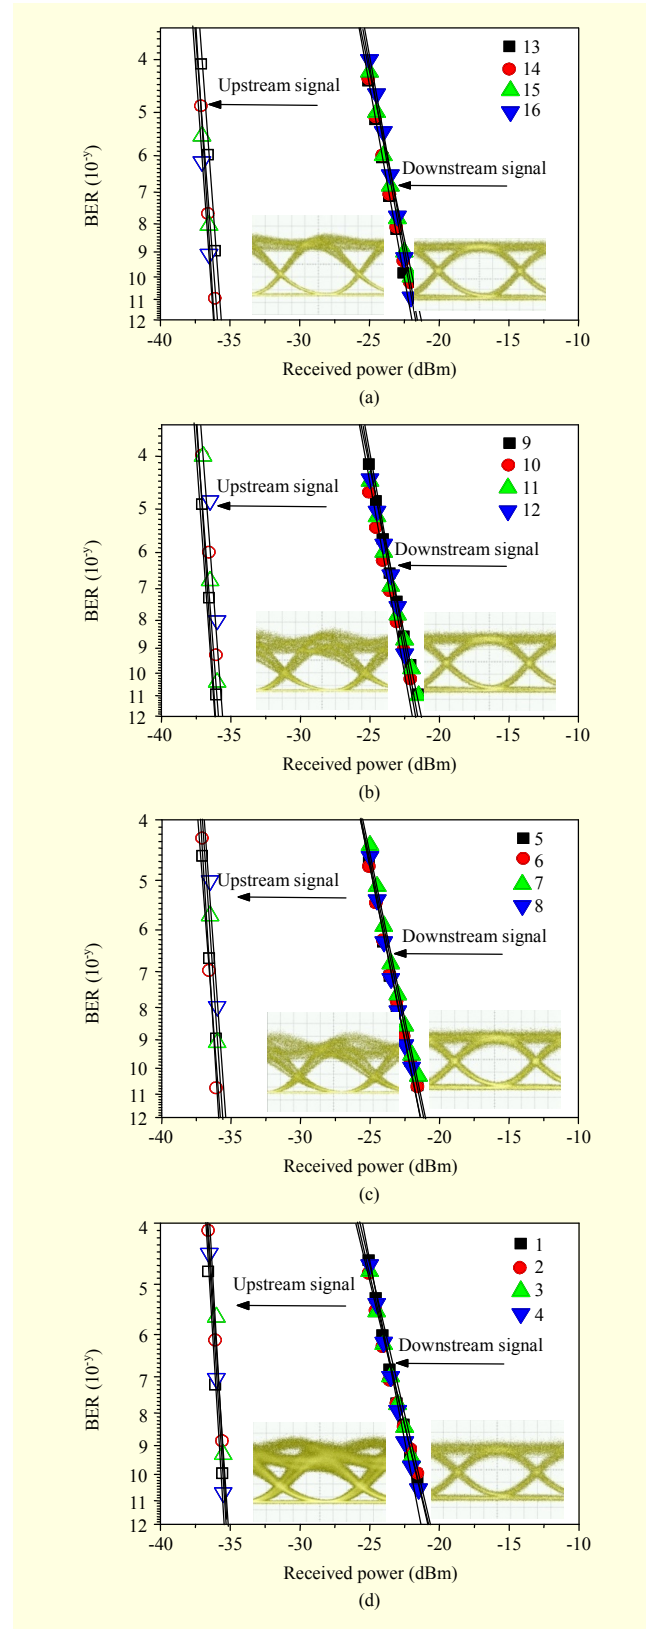 13
14
15
16
Upstream signal
Downstream signal
BER (10⁻ʸ)
4
5
6
7
8
9
10
11
12
-40 -35 -30 -25 -20 -15 -10
Received power (dBm)
(a)
9
10
11
12
Upstream signal
Downstream signal
BER (10⁻ʸ)
4
5
6
7
8
9
10
11
12
-40 -35 -30 -25 -20 -15 -10
Received power (dBm)
(b)
5
6
7
8
Upstream signal
Downstream signal
BER (10⁻ʸ)
4
5
6
7
8
9
10
11
12
-40 -35 -30 -25 -20 -15 -10
Received power (dBm)
(c)
1
2
3
4
Upstream signal
Downstream signal
BER (10⁻ʸ)
4
5
6
7
8
9
10
11
12
-40 -35 -30 -25 -20 -15 -10
Received power (dBm)
(d)